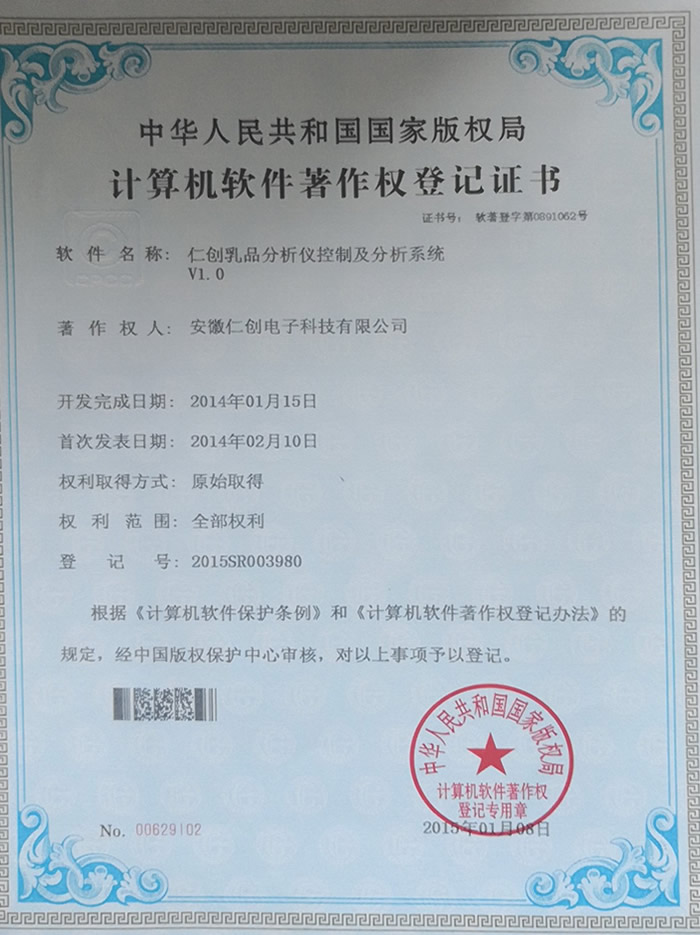 中华人民共和国国家版权局
计算机软件著作权登记证书
证书号： 软著登字第0891062号
软件名称： 仁创乳品分析仪控制及分析系统
V1.0
著作权人： 安徽仁创电子科技有限公司
开发完成日期： 2014年01月15日
首次发表日期： 2014年02月10日
权利取得方式： 原始取得
权利范围： 全部权利
登记号： 2015SR003980
根据《计算机软件保护条例》和《计算机软件著作权登记办法》的
规定，经中国版权保护中心审核，对以上事项予以登记。
中华人民共和国国家版权局
计算机软件著作权
登记专用章
No. 00629102
2015年01月08日